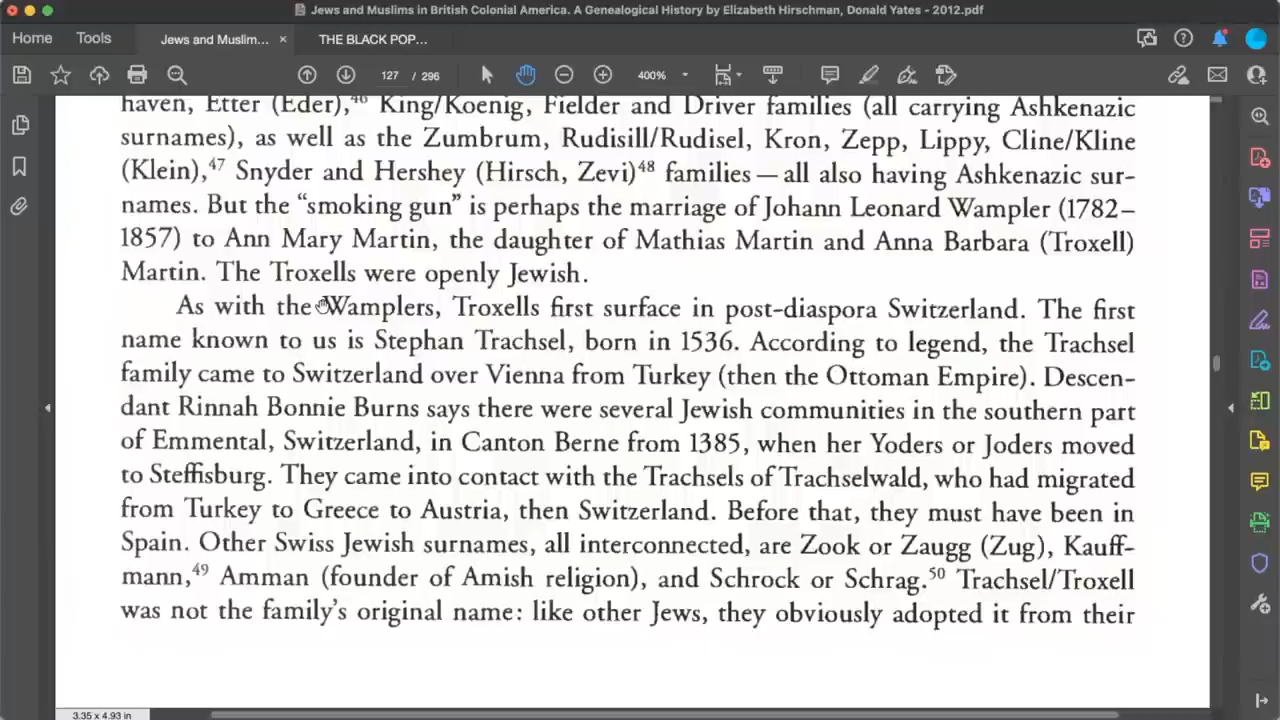 Jews and Muslims in British Colonial America. A Genealogical History by Elizabeth Hirschman, Donald Yates - 2012.pdf
Home Tools Jews and Muslim... × THE BLACK POP...
127 / 296 400%
haven, Etter (Eder),46 King/Koenig, Fielder and Driver families (all carrying Ashkenazic
surnames), as well as the Zumbrum, Rudisill/Rudisel, Kron, Zepp, Lippy, Cline/Kline
(Klein),47 Snyder and Hershey (Hirsch, Zevi)48 families — all also having Ashkenazic sur-
names. But the “smoking gun” is perhaps the marriage of Johann Leonard Wampler (1782–
1857) to Ann Mary Martin, the daughter of Mathias Martin and Anna Barbara (Troxell)
Martin. The Troxells were openly Jewish.
As with the Wamplers, Troxells first surface in post-diaspora Switzerland. The first
name known to us is Stephan Trachsel, born in 1536. According to legend, the Trachsel
family came to Switzerland over Vienna from Turkey (then the Ottoman Empire). Descen-
dant Rinnah Bonnie Burns says there were several Jewish communities in the southern part
of Emmental, Switzerland, in Canton Berne from 1385, when her Yoders or Joders moved
to Steffisburg. They came into contact with the Trachsels of Trachselwald, who had migrated
from Turkey to Greece to Austria, then Switzerland. Before that, they must have been in
Spain. Other Swiss Jewish surnames, all interconnected, are Zook or Zaugg (Zug), Kauff-
mann,49 Amman (founder of Amish religion), and Schrock or Schrag.50 Trachsel/Troxell
was not the family’s original name: like other Jews, they obviously adopted it from their
3.35 x 4.93 in